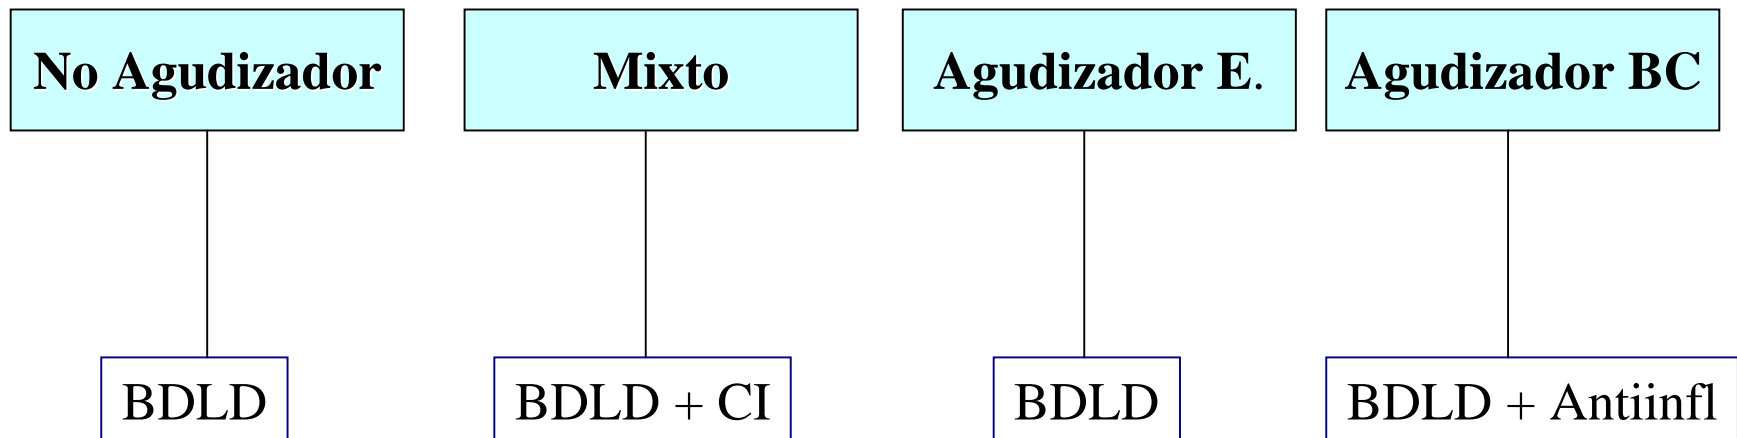 No Agudizador
Mixto
Agudizador E.
Agudizador BC
BDLD
BDLD + CI
BDLD
BDLD + Antiinfl